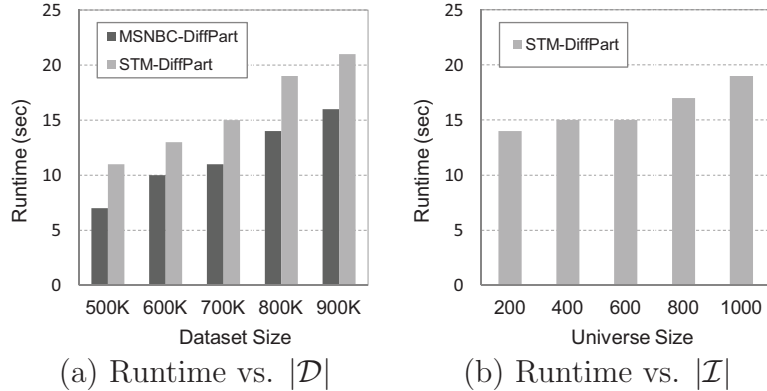 25
20
15
10
5
0
Runtime (sec)
MSNBC-DiffPart
STM-DiffPart
500K 600K 700K 800K 900K
Dataset Size
(a) Runtime vs. |𝒟|
25
20
15
10
5
0
Runtime (sec)
STM-DiffPart
200 400 600 800 1000
Universe Size
(b) Runtime vs. |ℐ|